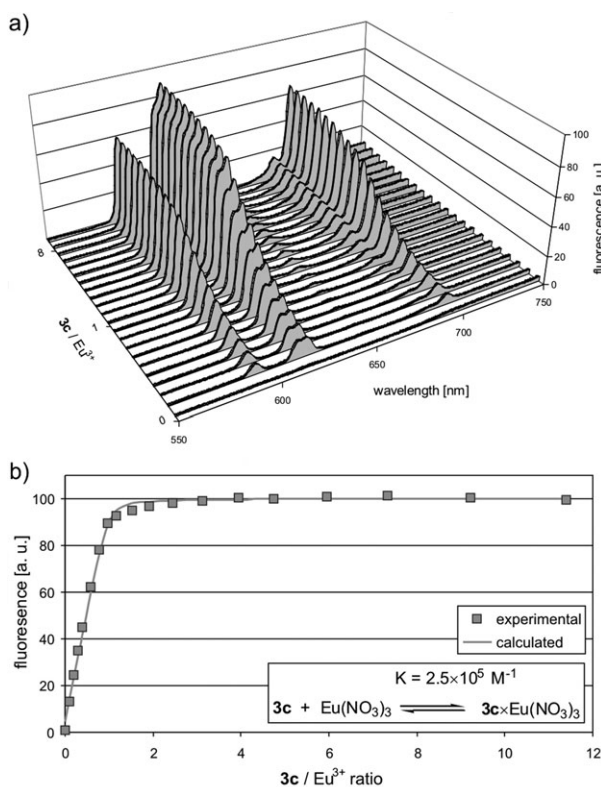 a)
100
80
60
40
20
0
fluorescence [a. u.]
8
1
0
3c / Eu³⁺
550
600
650
700
750
wavelength [nm]
b)
100
80
60
40
20
0
fluoresence [a. u.]
experimental
calculated
K = 2.5×10⁵ M⁻¹
3c + Eu(NO₃)₃ ⇌ 3c×Eu(NO₃)₃
0 2 4 6 8 10 12
3c / Eu³⁺ ratio